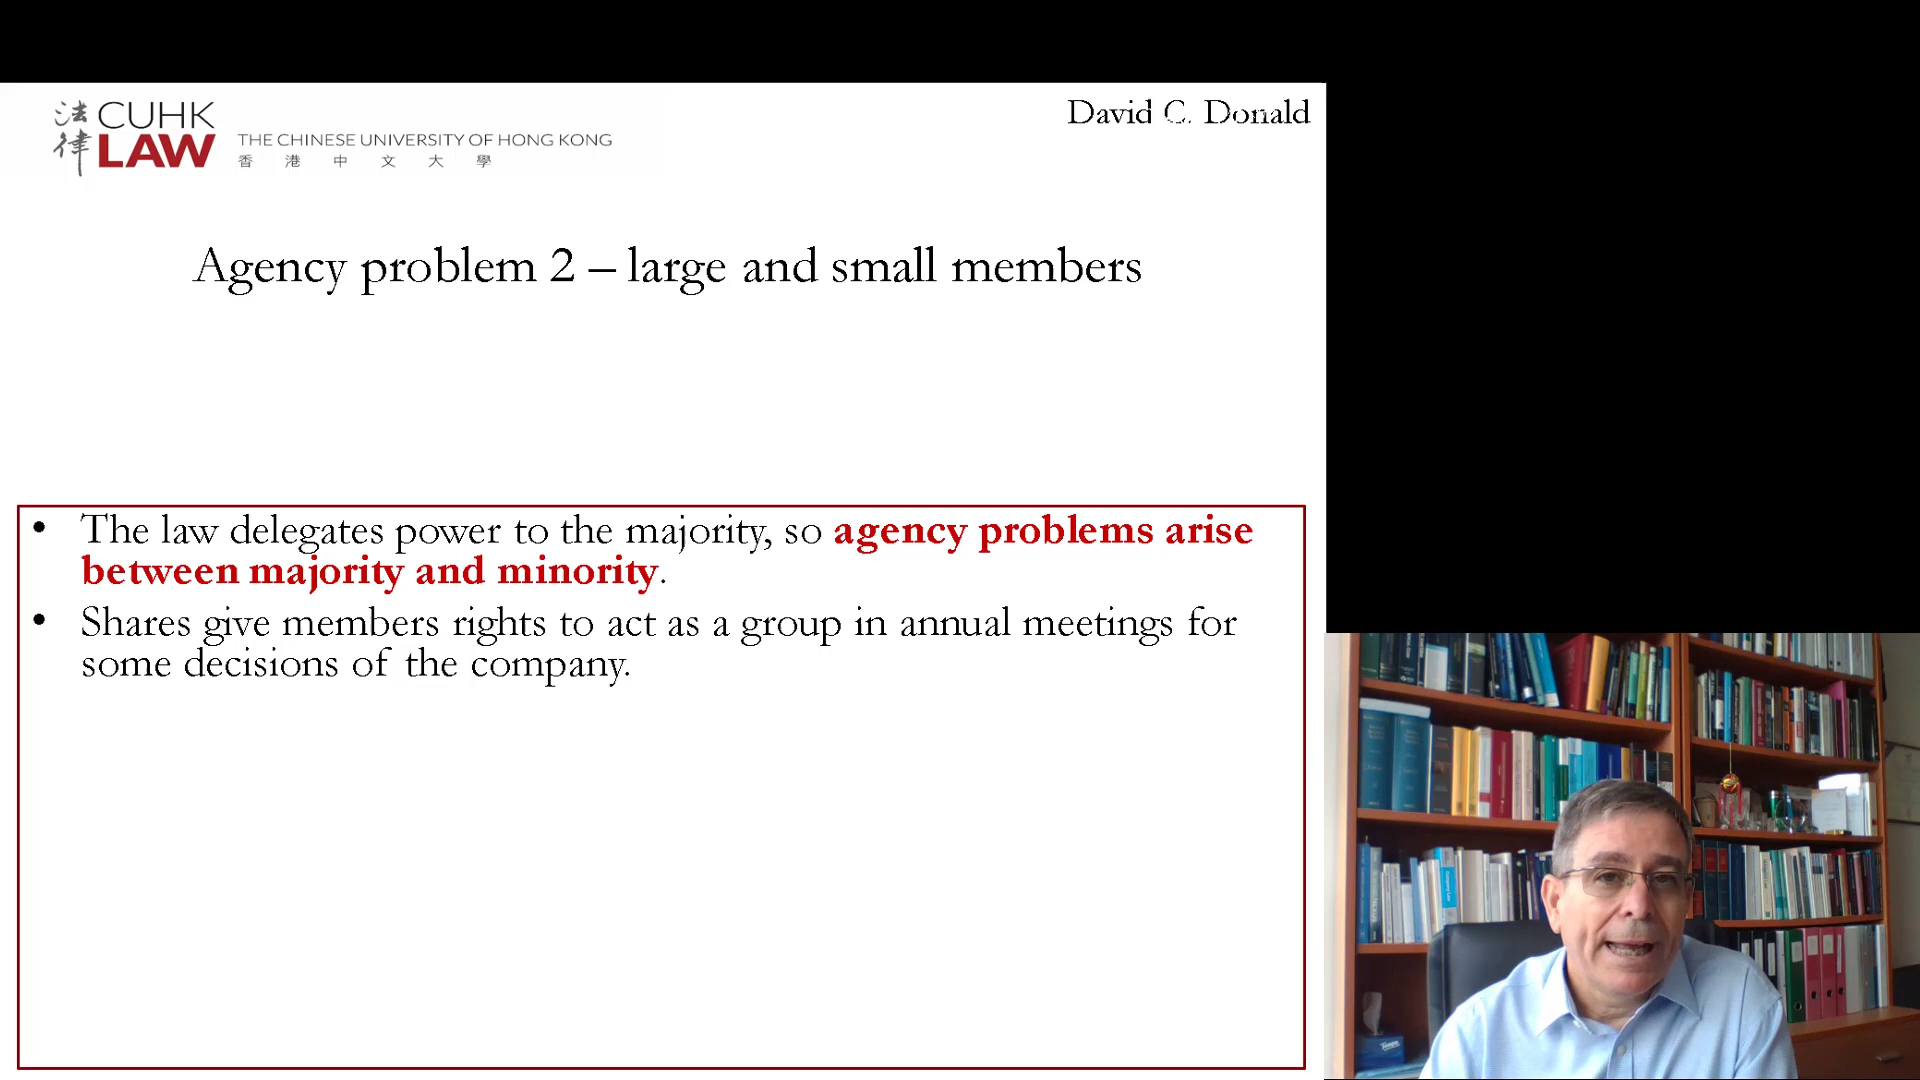 法律 CUHK LAW
THE CHINESE UNIVERSITY OF HONG KONG
香港中文大學
David C. Donald
Agency problem 2 – large and small members
• The law delegates power to the majority, so agency problems arise
between majority and minority.
• Shares give members rights to act as a group in annual meetings for
some decisions of the company.